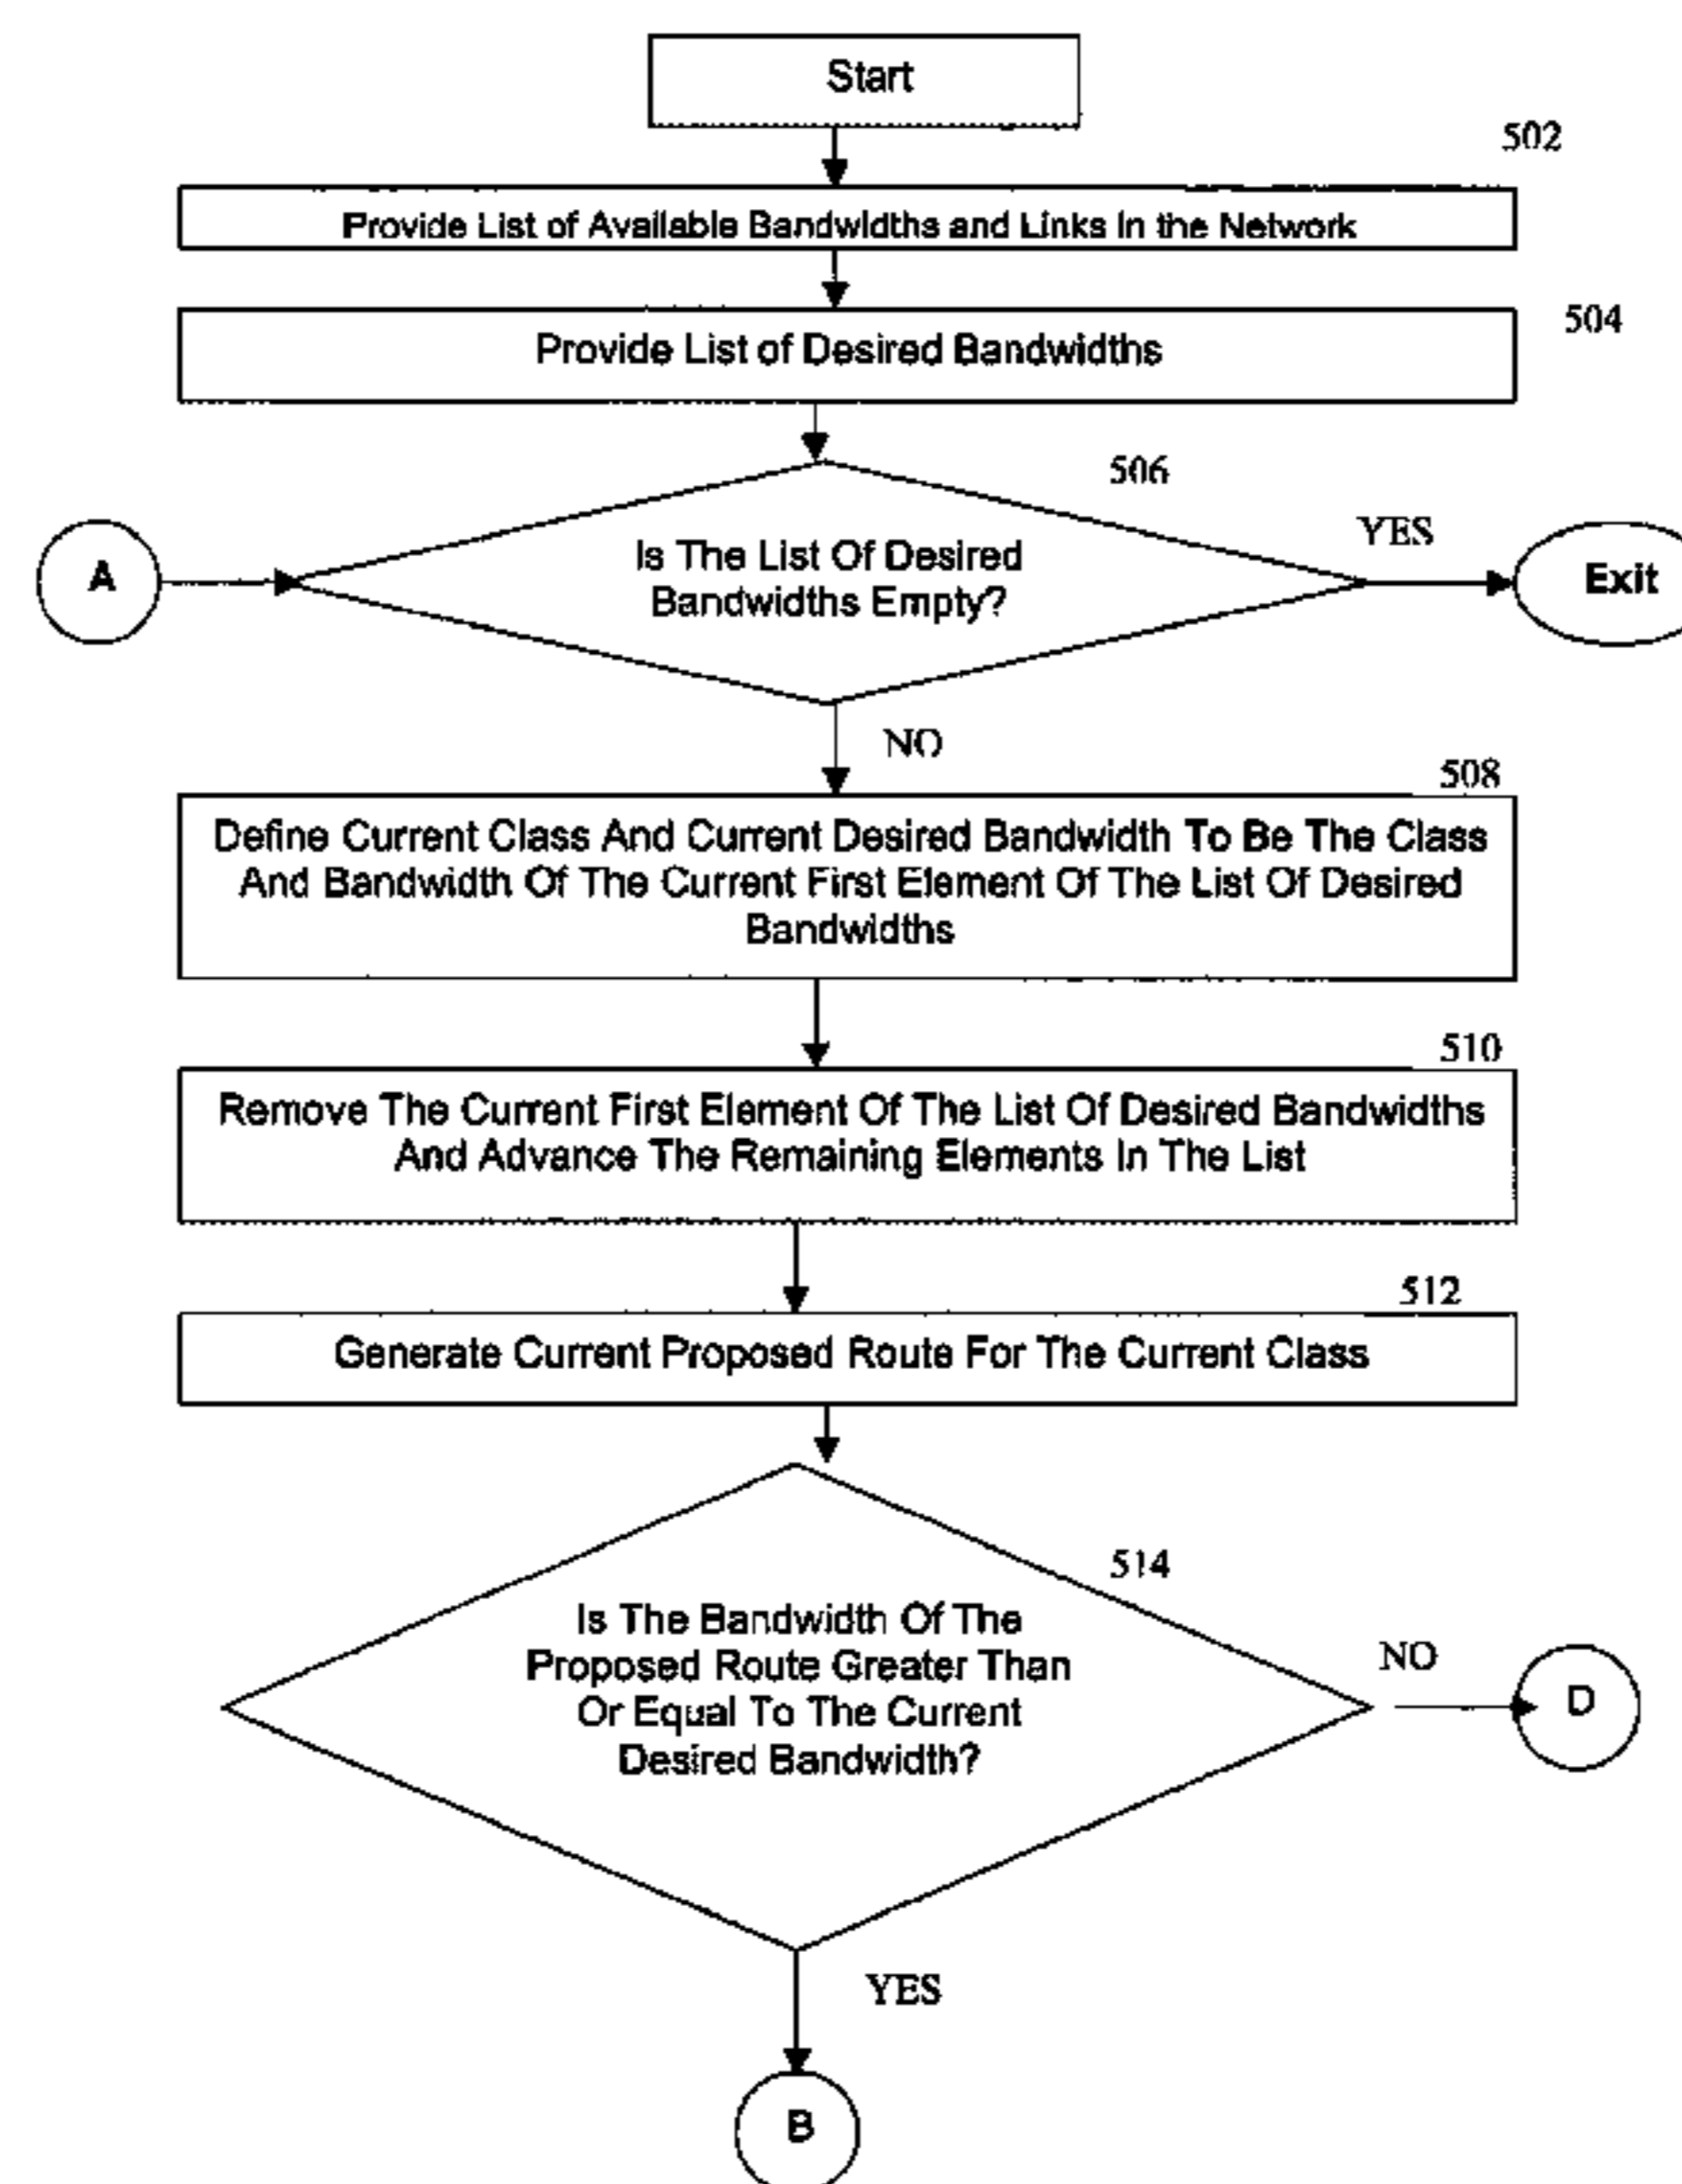 Start
502
Provide List of Available Bandwidths and Links In the Network
504
Provide List of Desired Bandwidths
506
A
Is The List Of Desired
Bandwidths Empty?
YES
Exit
NO
508
Define Current Class And Current Desired Bandwidth To Be The Class
And Bandwidth Of The Current First Element Of The List Of Desired
Bandwidths
510
Remove The Current First Element Of The List Of Desired Bandwidths
And Advance The Remaining Elements In The List
512
Generate Current Proposed Route For The Current Class
514
Is The Bandwidth Of The
Proposed Route Greater Than
Or Equal To The Current
Desired Bandwidth?
NO
D
YES
B